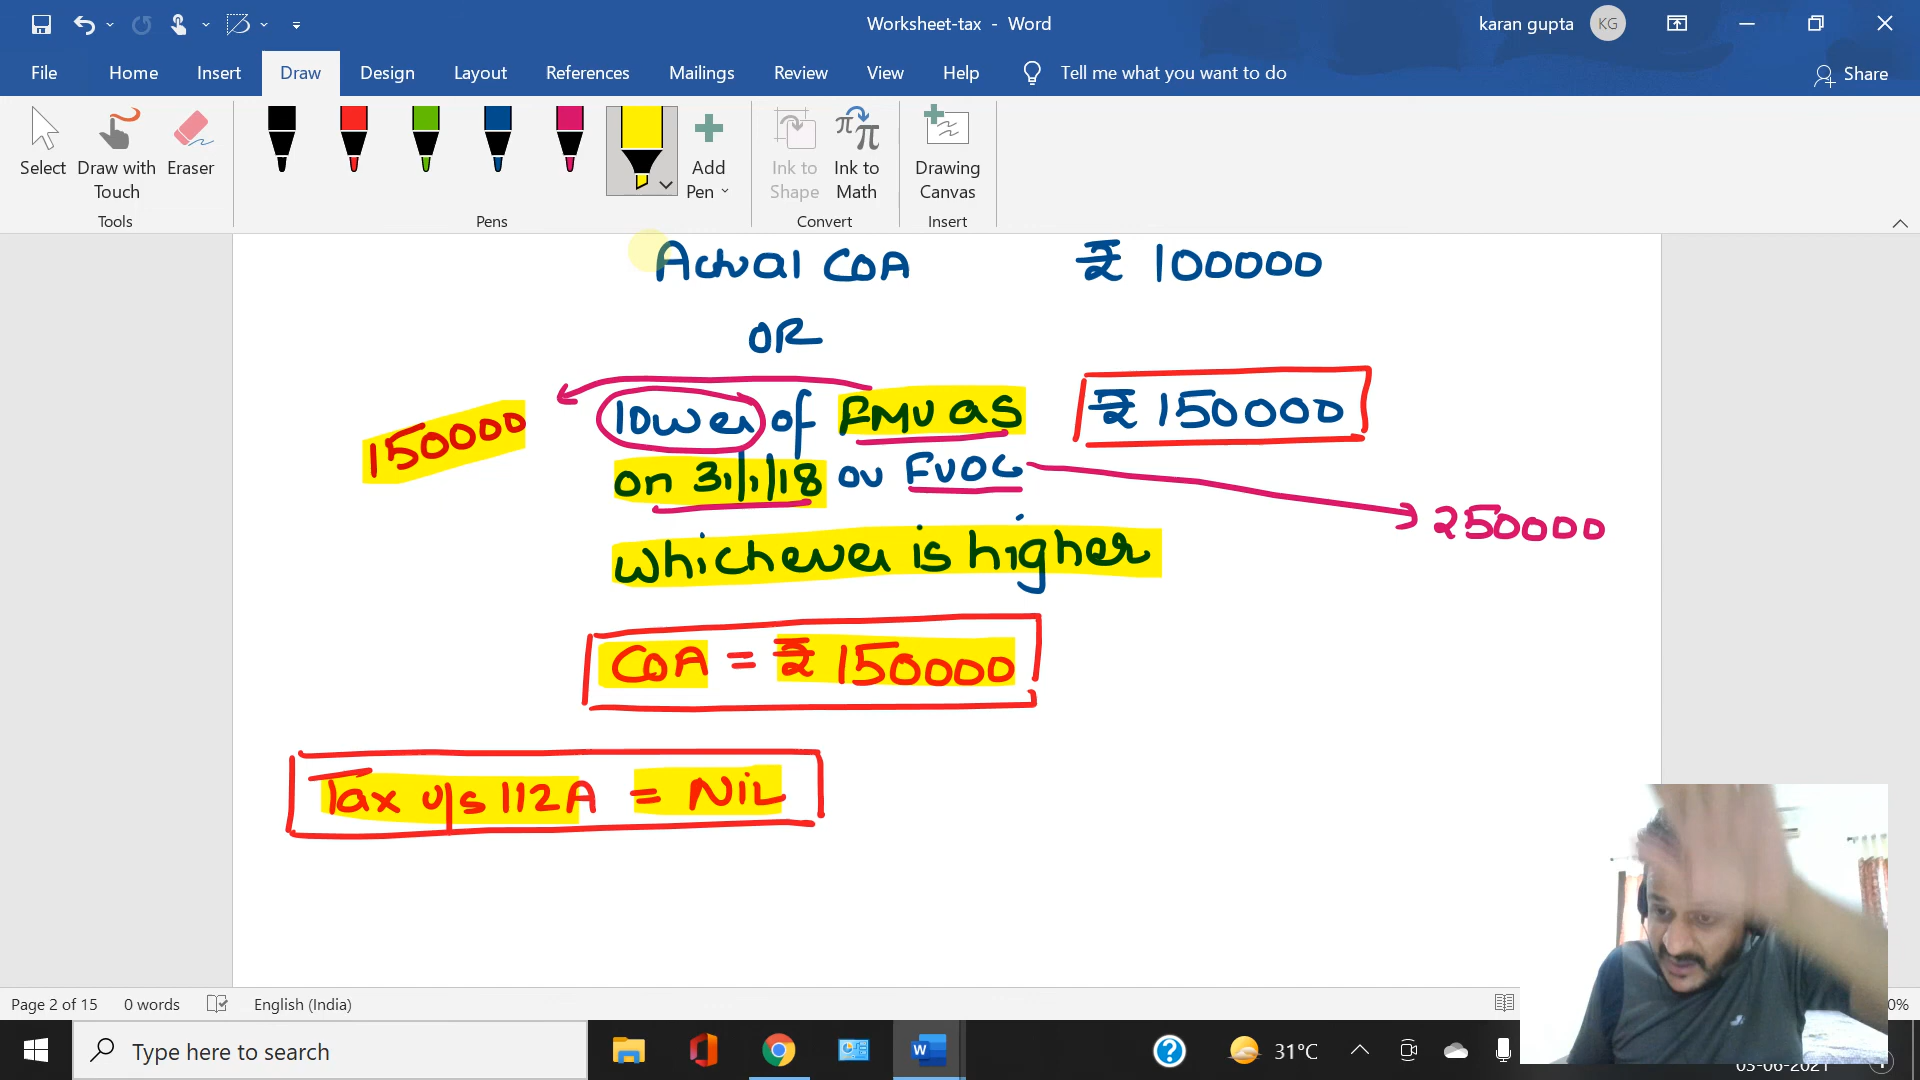 Worksheet-tax - Word
karan gupta
KG
File Home Insert Draw Design Layout References Mailings Review View Help Tell me what you want to do Share
Select Draw with Touch Eraser
Add Pen
Ink to Shape Ink to Math
Drawing Canvas
Tools Pens Convert Insert
Actual COA ₹ 100000
OR
lower of FMV as ₹ 150000
150000
on 31/1/18 or FVOC
250000
whichever is higher
COA = ₹ 150000
Tax u/s 112A = NIL
Page 2 of 15 0 words English (India)
Type here to search
31°C